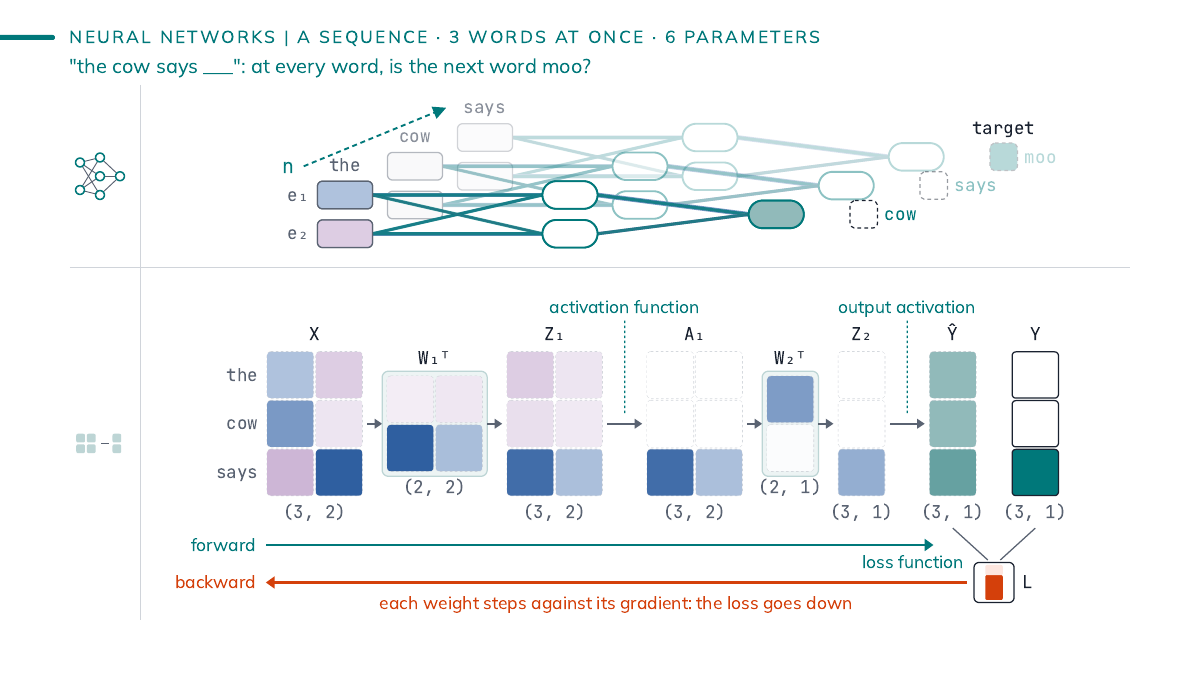 NEURAL NETWORKS | A SEQUENCE · 3 WORDS AT ONCE · 6 PARAMETERS
"the cow says ___": at every word, is the next word moo?
says
cow
the
n
e₁
e₂
target
moo
says
cow
activation function
output activation
X
W₁ᵀ
Z₁
A₁
W₂ᵀ
Z₂
Ŷ
Y
the
cow
says
(3, 2)
(2, 2)
(3, 2)
(3, 2)
(2, 1)
(3, 1)
(3, 1)
(3, 1)
forward
loss function
backward
L
each weight steps against its gradient: the loss goes down